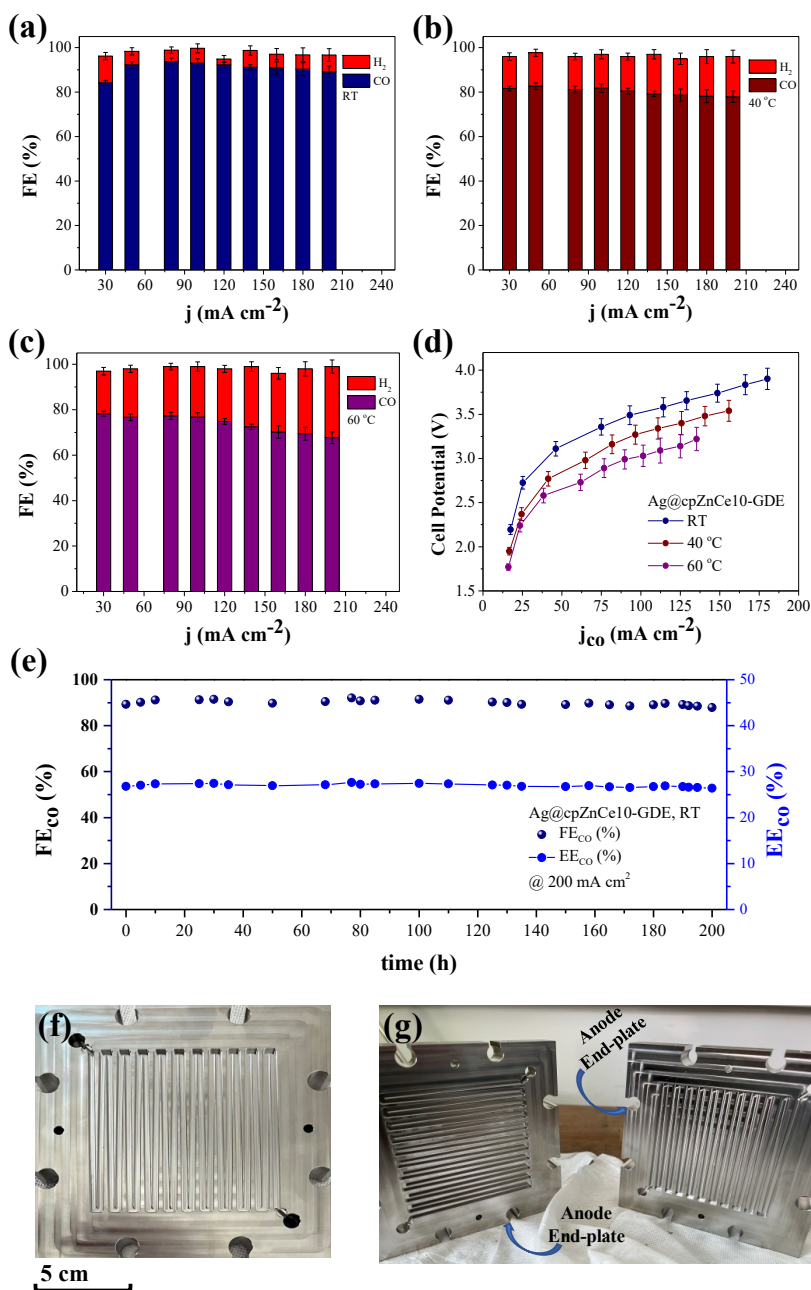 (a)
100
80
60
40
20
0
FE (%)
H₂
CO
RT
30 60 90 120 150 180 210 240
j (mA cm⁻²)
(b)
100
80
60
40
20
0
FE (%)
H₂
CO
40 °C
30 60 90 120 150 180 210 240
j (mA cm⁻²)
(c)
100
80
60
40
20
0
FE (%)
H₂
CO
60 °C
30 60 90 120 150 180 210 240
j (mA cm⁻²)
(d)
4.0
3.5
3.0
2.5
2.0
1.5
Cell Potential (V)
Ag@cpZnCe10-GDE
RT
40 °C
60 °C
0 25 50 75 100 125 150 175 200
jco (mA cm⁻²)
(e)
100
80
60
40
20
0
FECO (%)
50
40
30
20
10
0
EECO (%)
Ag@cpZnCe10-GDE, RT
FECO (%)
EECO (%)
@ 200 mA cm²
0 20 40 60 80 100 120 140 160 180 200
time (h)
(f)
5 cm
(g)
Anode
End-plate
Anode
End-plate